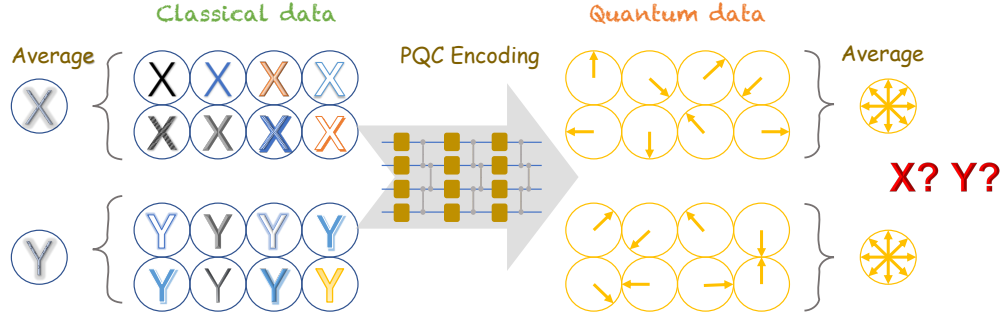 Classical data
Quantum data
Average
PQC Encoding
Average
X
X X X X
X X X X
X? Y?
Y
Y Y Y Y
Y Y Y Y